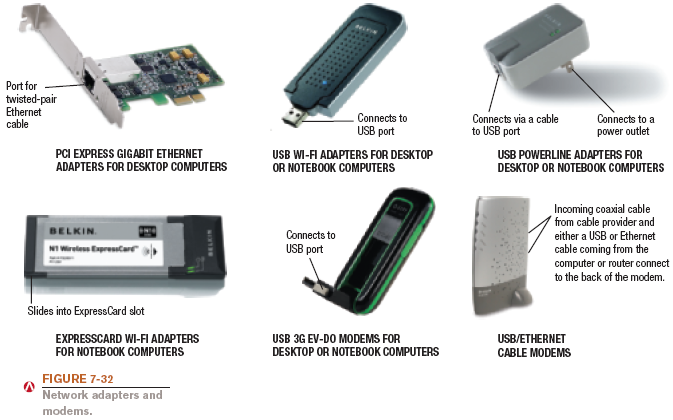 Port for
twisted-pair
Ethernet
cable
PCI EXPRESS GIGABIT ETHERNET
ADAPTERS FOR DESKTOP COMPUTERS
BELKIN
Connects to
USB port
USB WI-FI ADAPTERS FOR DESKTOP
OR NOTEBOOK COMPUTERS
Connects via a cable
to USB port
Connects to a
power outlet
USB POWERLINE ADAPTERS FOR
DESKTOP OR NOTEBOOK COMPUTERS
BELKIN.
N1 Wireless ExpressCard™
BELKIN
Slides into ExpressCard slot
EXPRESSCARD WI-FI ADAPTERS
FOR NOTEBOOK COMPUTERS
Connects to
USB port
USB 3G EV-DO MODEMS FOR
DESKTOP OR NOTEBOOK COMPUTERS
Incoming coaxial cable
from cable provider and
either a USB or Ethernet
cable coming from the
computer or router connect
to the back of the modem.
USB/ETHERNET
CABLE MODEMS
FIGURE 7-32
Network adapters and
modems.